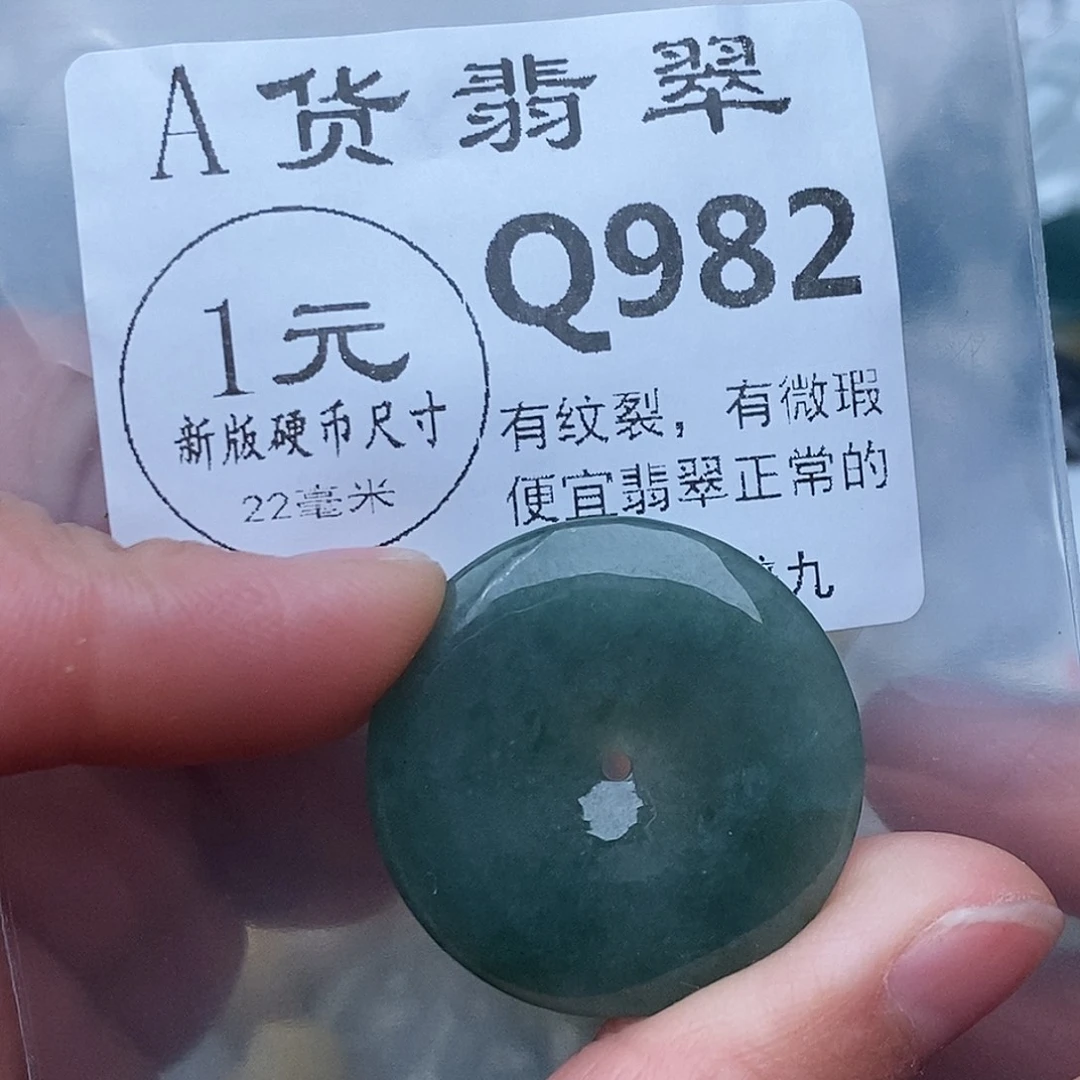 A货翡翠
Q982
1元
新版硬币尺寸
22毫米
有纹裂，有微瑕
便宜翡翠正常的
九